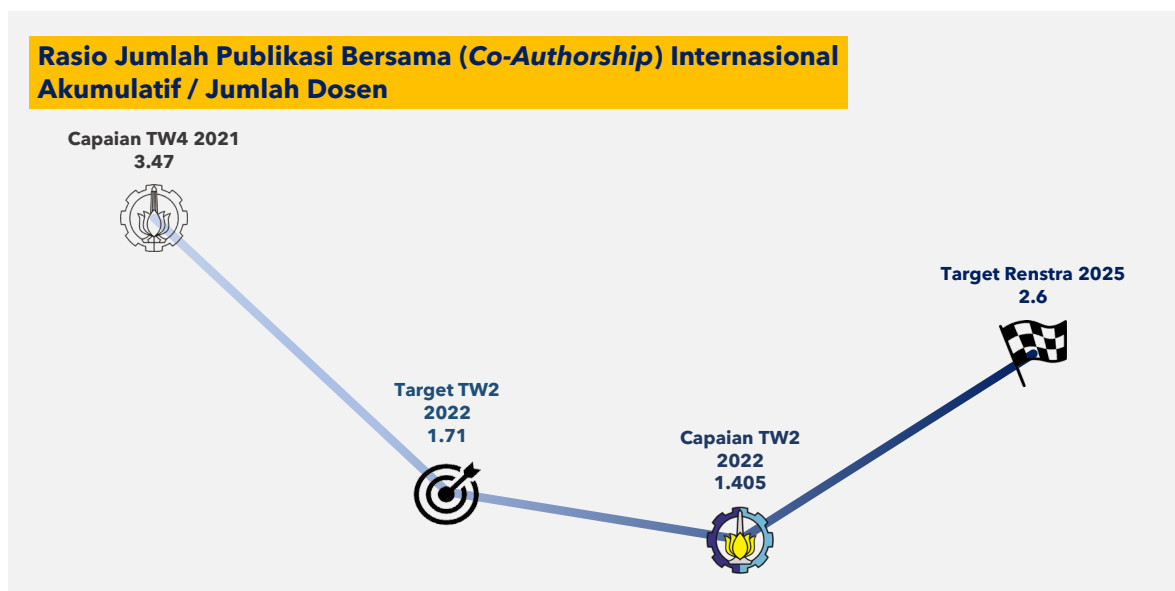 Rasio Jumlah Publikasi Bersama (Co-Authorship) Internasional
Akumulatif / Jumlah Dosen
Capaian TW4 2021
3.47
Target TW2
2022
1.71
Capaian TW2
2022
1.405
Target Renstra 2025
2.6